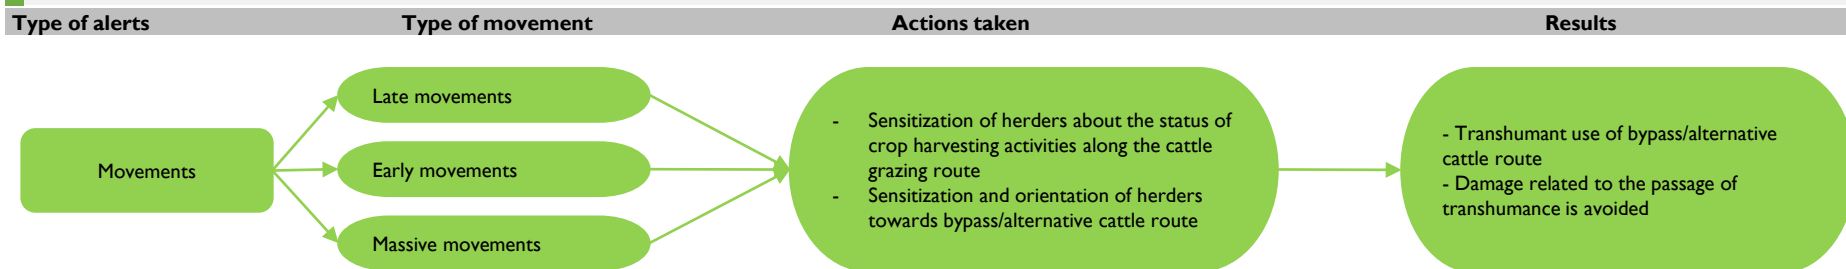 Type of alerts
Type of movement
Actions taken
Results
Movements
Late movements
Early movements
Massive movements
- Sensitization of herders about the status of
crop harvesting activities along the cattle
grazing route
- Sensitization and orientation of herders
towards bypass/alternative cattle route
- Transhumant use of bypass/alternative
cattle route
- Damage related to the passage of
transhumance is avoided